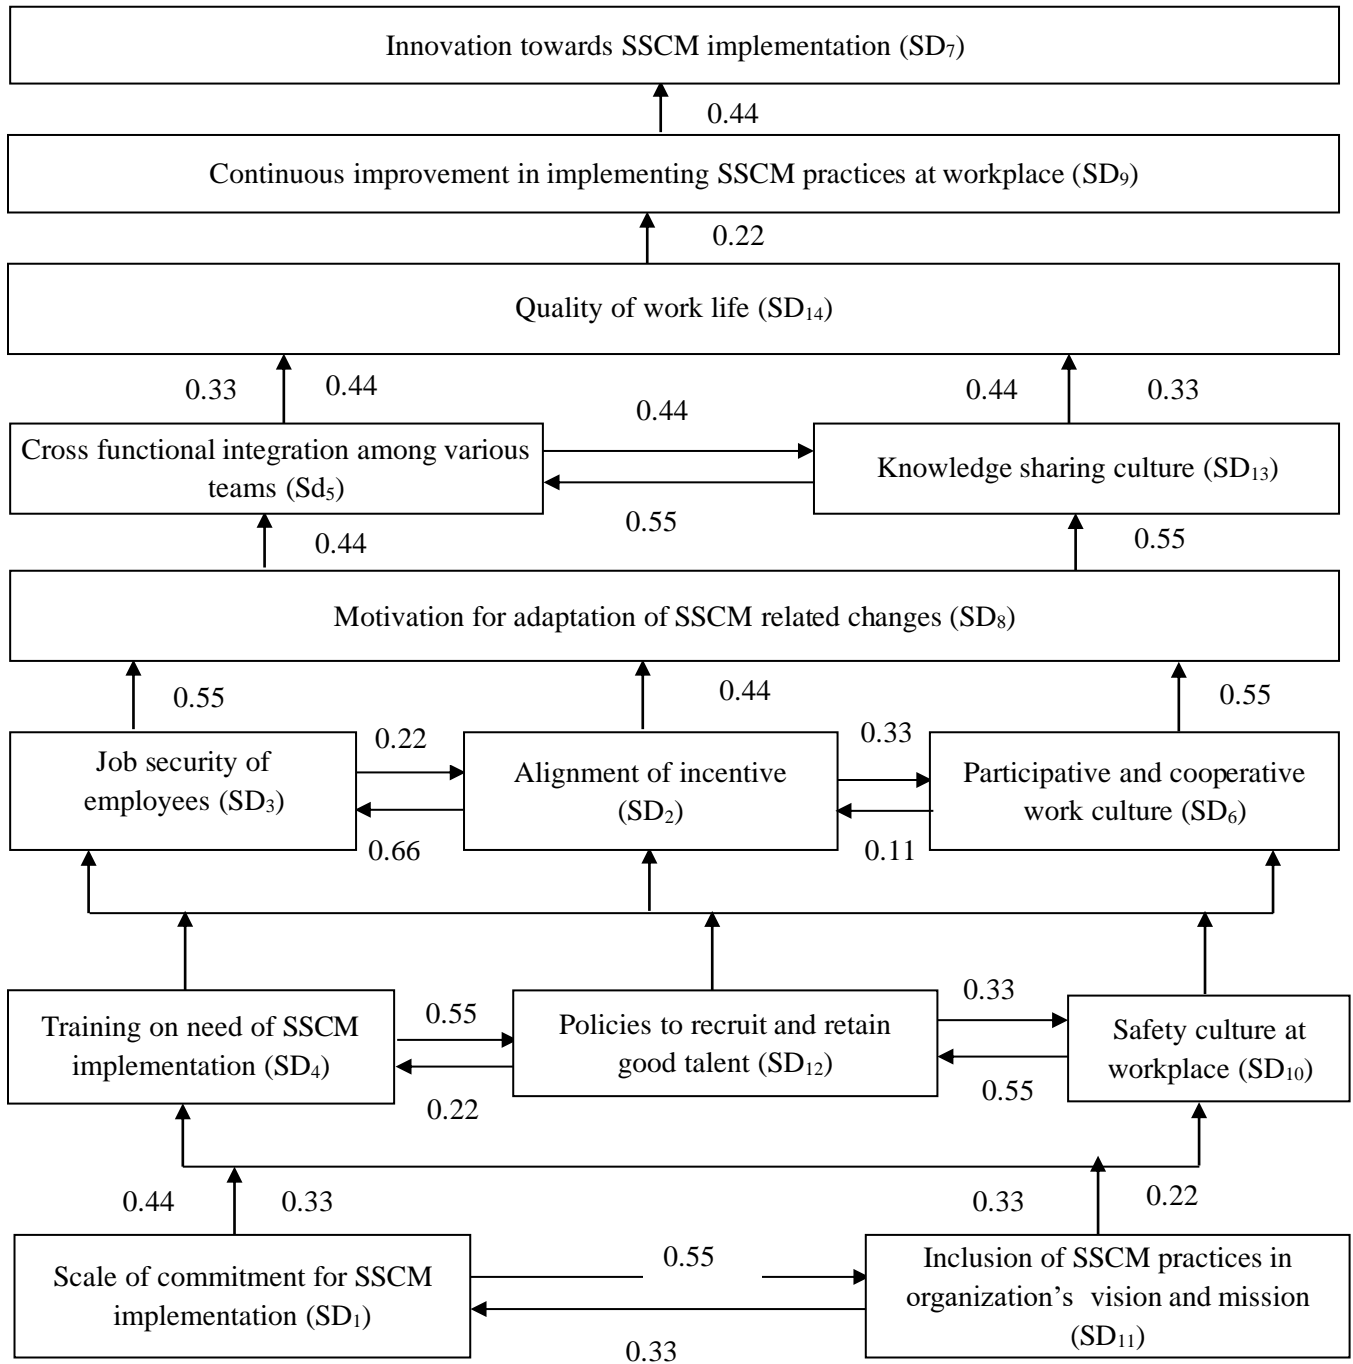 Innovation towards SSCM implementation (SD₇)
0.44
Continuous improvement in implementing SSCM practices at workplace (SD₉)
0.22
Quality of work life (SD₁₄)
0.33 0.44 0.44 0.33
0.44
Cross functional integration among various
teams (Sd₅)
Knowledge sharing culture (SD₁₃)
0.55
0.44 0.55
Motivation for adaptation of SSCM related changes (SD₈)
0.55 0.44 0.55
0.22 0.33
Job security of
employees (SD₃)
Alignment of incentive
(SD₂)
Participative and cooperative
work culture (SD₆)
0.66 0.11
0.55 0.33
Training on need of SSCM
implementation (SD₄)
Policies to recruit and retain
good talent (SD₁₂)
Safety culture at
workplace (SD₁₀)
0.22 0.55
0.44 0.33 0.33 0.22
Scale of commitment for SSCM
implementation (SD₁)
0.55
Inclusion of SSCM practices in
organization’s vision and mission
(SD₁₁)
0.33